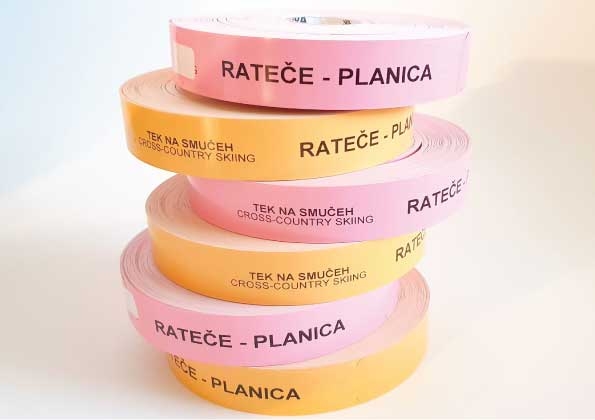 RATEČE - PLANICA
TEK NA SMUČEH
CROSS-COUNTRY SKIING
RATEČE - PLAN
TEK NA SMUČEH
CROSS-COUNTRY SKIING
RATEČE -
TEK NA SMUČEH
CROSS-COUNTRY SKIING
RATEČ
RATEČE - PLANICA
RATEČE - PLANICA